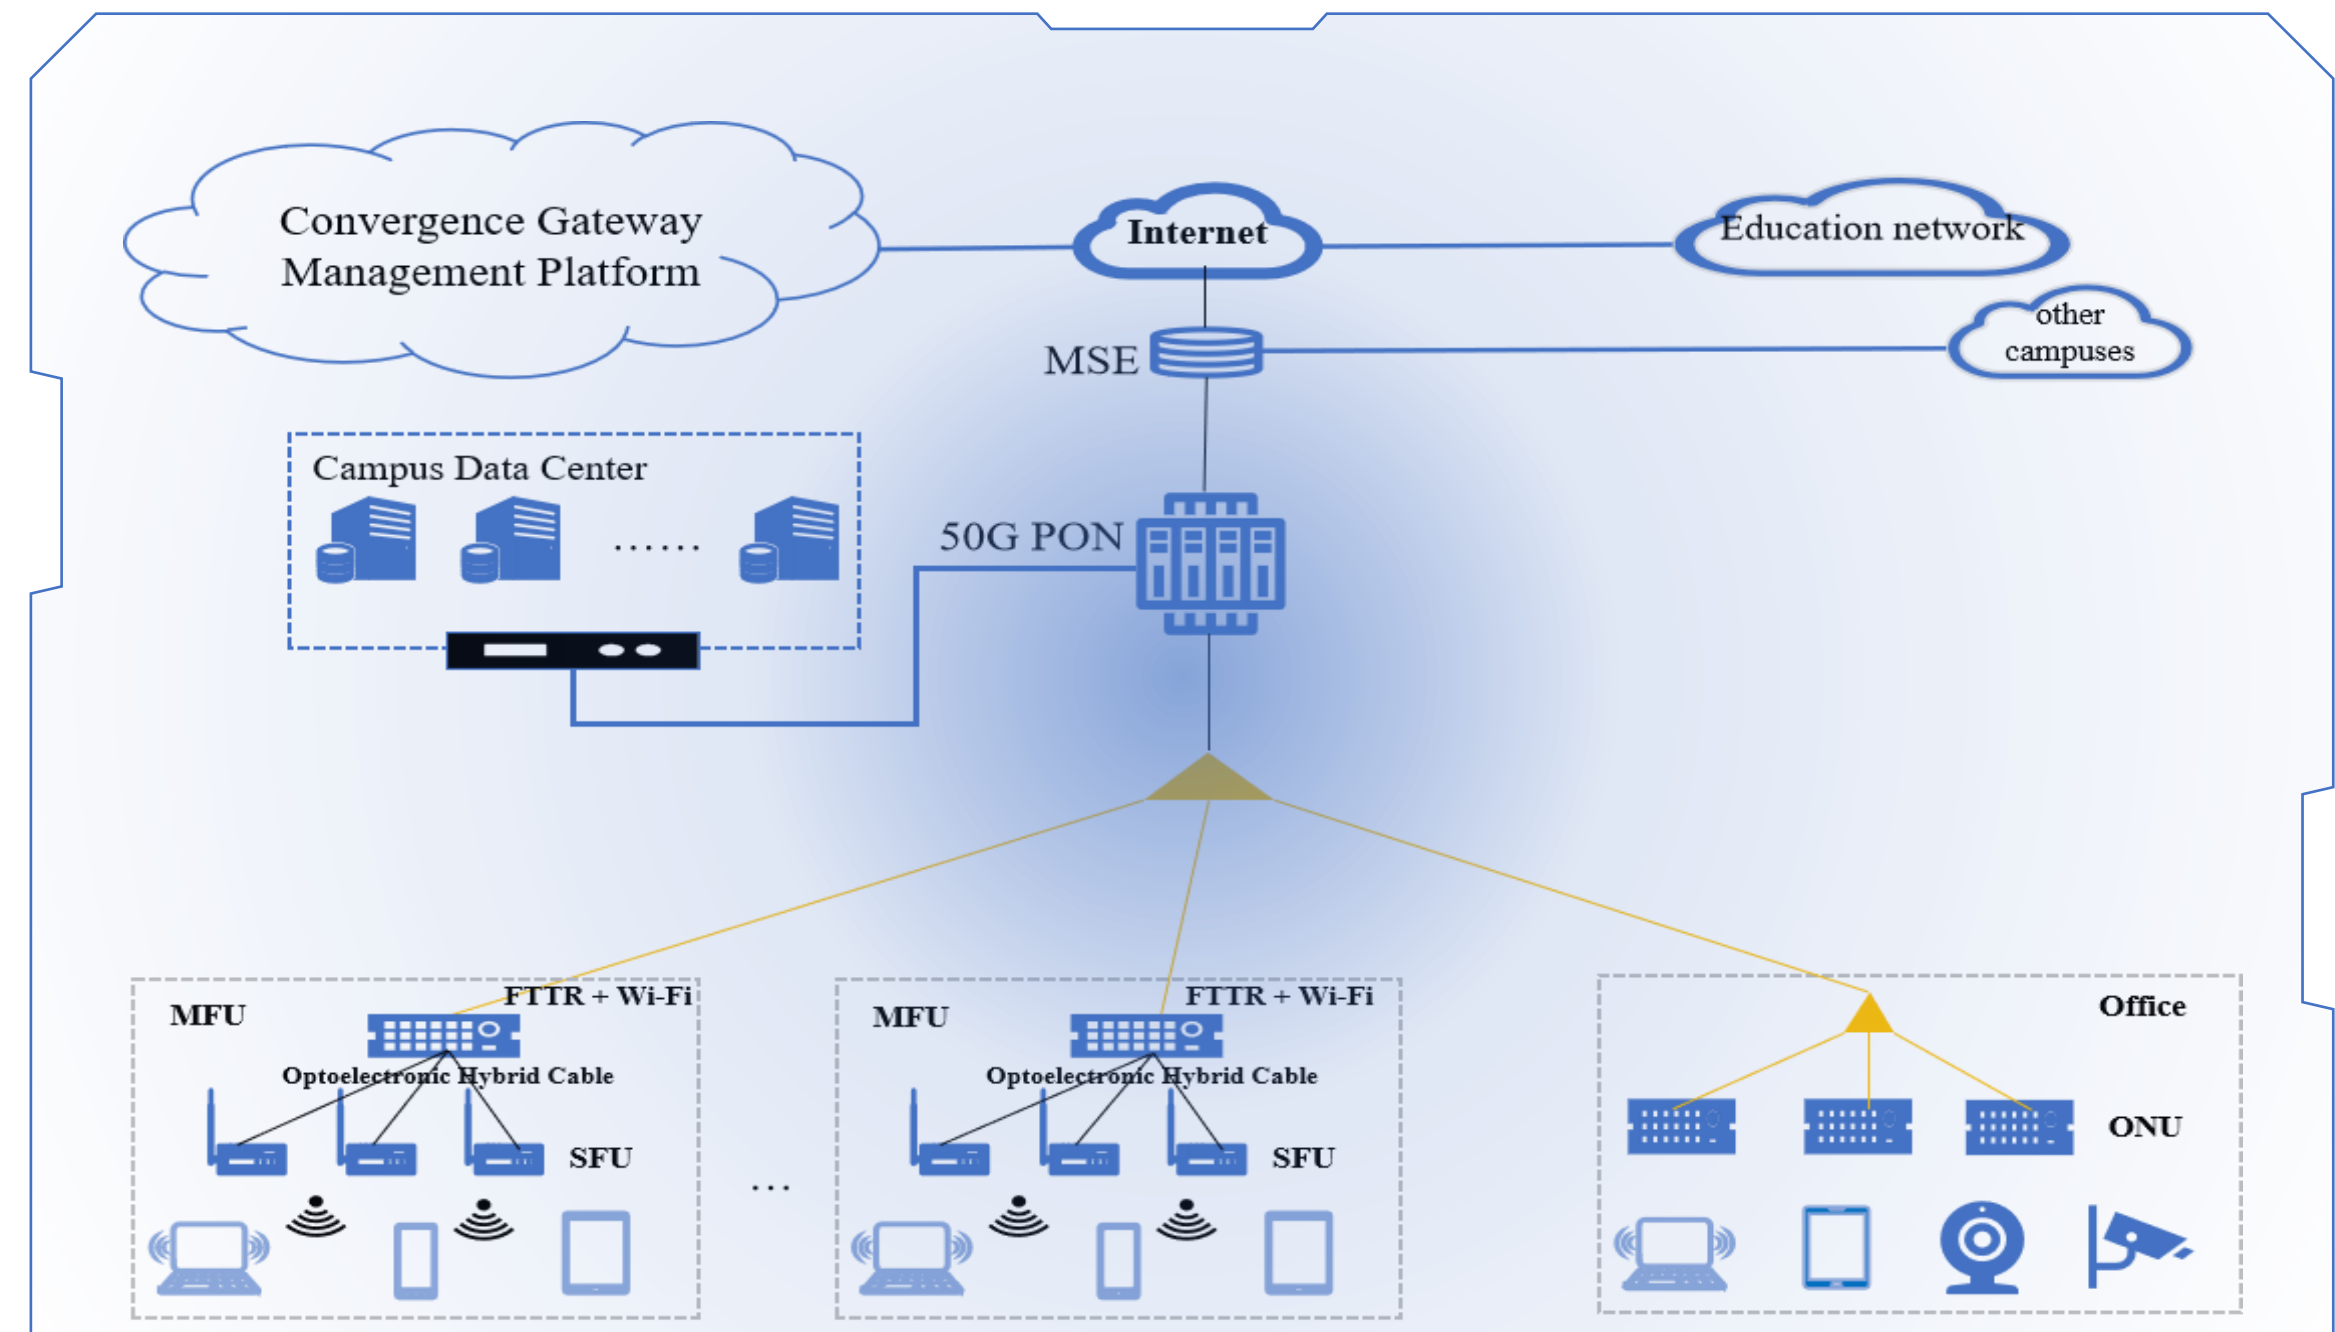 Convergence Gateway
Management Platform
Internet
Education network
other
campuses
MSE
Campus Data Center
......
50G PON
MFU
FTTR + Wi-Fi
Optoelectronic Hybrid Cable
SFU
...
MFU
FTTR + Wi-Fi
Optoelectronic Hybrid Cable
SFU
Office
ONU